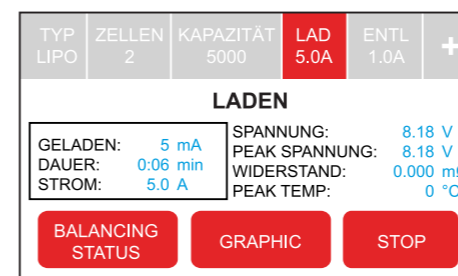 TYP ZELLEN KAPAZITÄT LAD ENTL +
LIPO 2 5000 5.0A 1.0A
LADEN
GELADEN: 5 mA
DAUER: 0:06 min
STROM: 5.0 A
SPANNUNG: 8.18 V
PEAK SPANNUNG: 8.18 V
WIDERSTAND: 0.000 mΩ
PEAK TEMP: 0 °C
BALANCING
STATUS
GRAPHIC
STOP